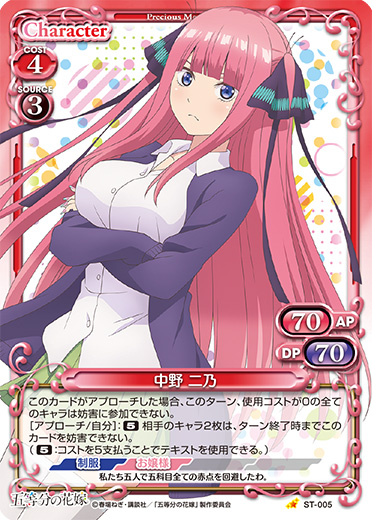 Precious M
Character
COST
4
SOURCE
3
70 AP
DP 70
中野 二乃
このカードがアプローチした場合、このターン、使用コストが0の全て
のキャラは妨害に参加できない。
[アプローチ/自分]:5 相手のキャラ2枚は、ターン終了時までこの
カードを妨害できない。
(5:コストを5支払うことでテキストを使用できる。)
制服 お嬢様
私たち五人で五科目全ての赤点を回避したわ。
五等分の花嫁
ST-005
©春場ねぎ・講談社/「五等分の花嫁」製作委員会